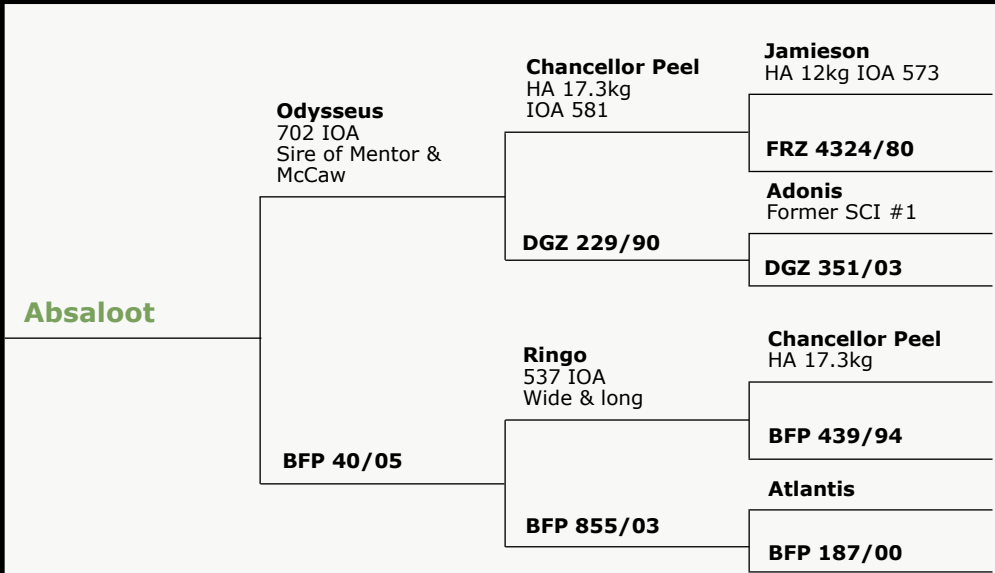 Absaloot
Odysseus
702 IOA
Sire of Mentor &
McCaw
BFP 40/05
Chancellor Peel
HA 17.3kg
IOA 581
DGZ 229/90
Ringo
537 IOA
Wide & long
BFP 855/03
Jamieson
HA 12kg IOA 573
FRZ 4324/80
Adonis
Former SCI #1
DGZ 351/03
Chancellor Peel
HA 17.3kg
BFP 439/94
Atlantis
BFP 187/00